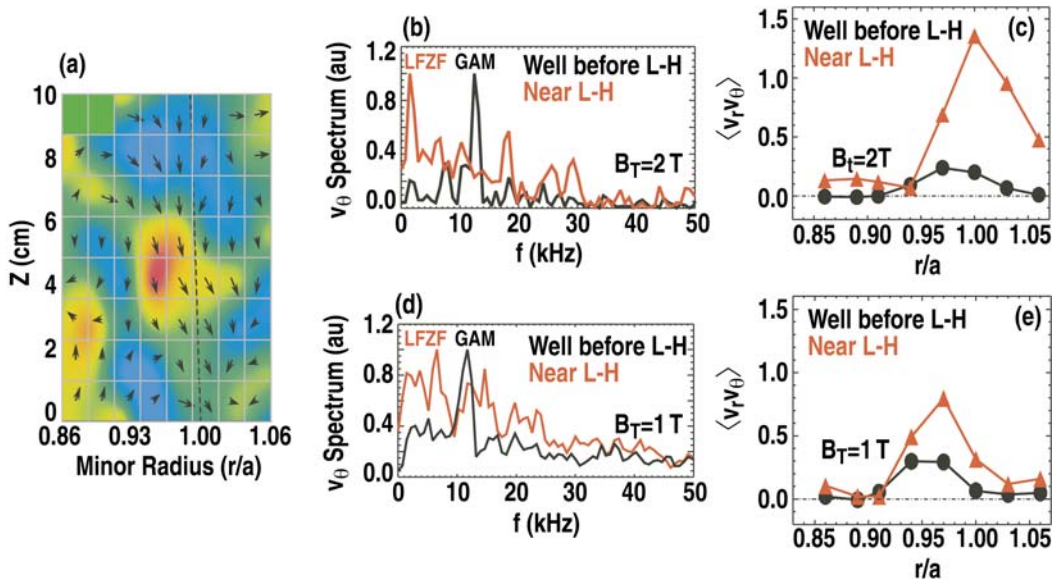 (a)
10
8
6
4
2
0
Z (cm)
0.86 0.93 1.00 1.06
Minor Radius (r/a)
(b)
1.2
0.8
0.4
0.0
vθ Spectrum (au)
LFZF GAM Well before L-H
Near L-H
BT=2 T
0 10 20 30 40 50
f (kHz)
(c)
1.5
1.0
0.5
0.0
⟨vrvθ⟩
Well before L-H
Near L-H
Bt=2T
0.85 0.90 0.95 1.00 1.05
r/a
(d)
1.2
0.8
0.4
0.0
vθ Spectrum (au)
LFZF GAM Well before L-H
Near L-H
BT=1 T
0 10 20 30 40 50
f (kHz)
(e)
1.5
1.0
0.5
0.0
⟨vrvθ⟩
Well before L-H
Near L-H
BT=1 T
0.85 0.90 0.95 1.00 1.05
r/a